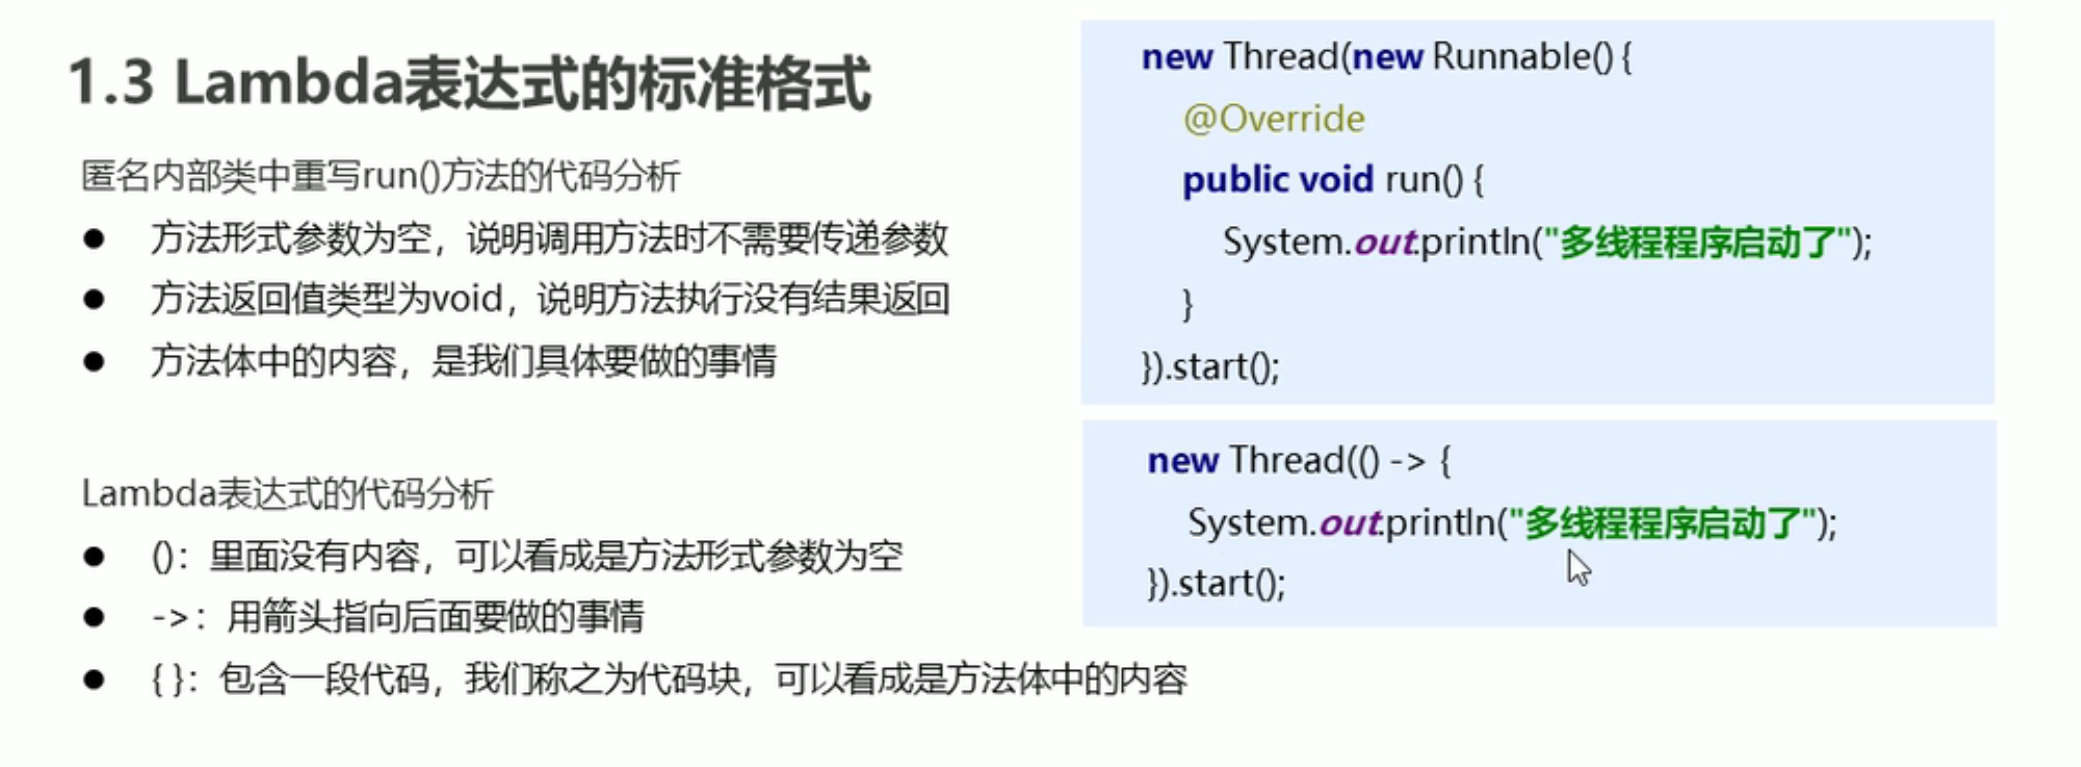 1.3 Lambda表达式的标准格式
匿名内部类中重写run()方法的代码分析
● 方法形式参数为空，说明调用方法时不需要传递参数
● 方法返回值类型为void，说明方法执行没有结果返回
● 方法体中的内容，是我们具体要做的事情
Lambda表达式的代码分析
● ()：里面没有内容，可以看成是方法形式参数为空
● ->：用箭头指向后面要做的事情
● { }：包含一段代码，我们称之为代码块，可以看成是方法体中的内容
new Thread(new Runnable() {
@Override
public void run() {
System.out.println("多线程程序启动了");
}
}).start();
new Thread(() -> {
System.out.println("多线程程序启动了");
}).start();